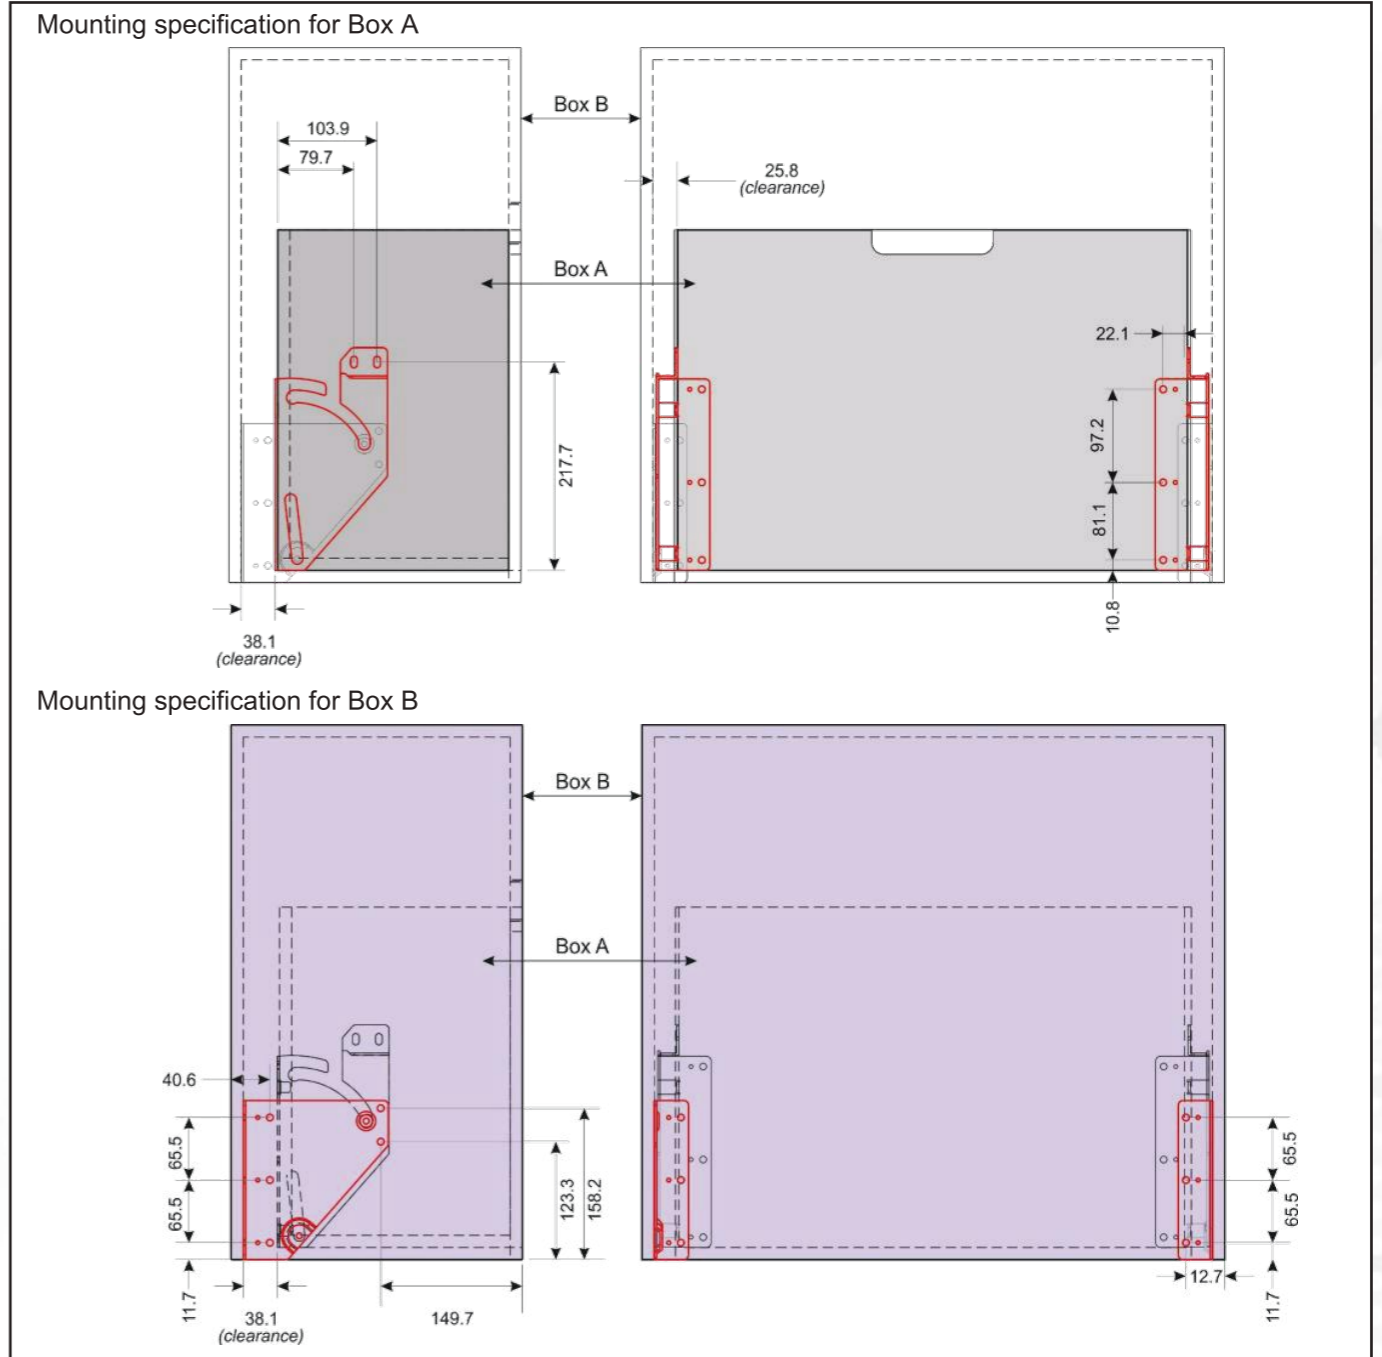 Mounting specification for Box A
Box B
103.9
79.7
25.8
(clearance)
Box A
22.1
97.2
217.7
81.1
10.8
38.1
(clearance)
Mounting specification for Box B
Box B
Box A
40.6
65.5
65.5
123.3
158.2
65.5
65.5
11.7
38.1
(clearance)
149.7
12.7
11.7